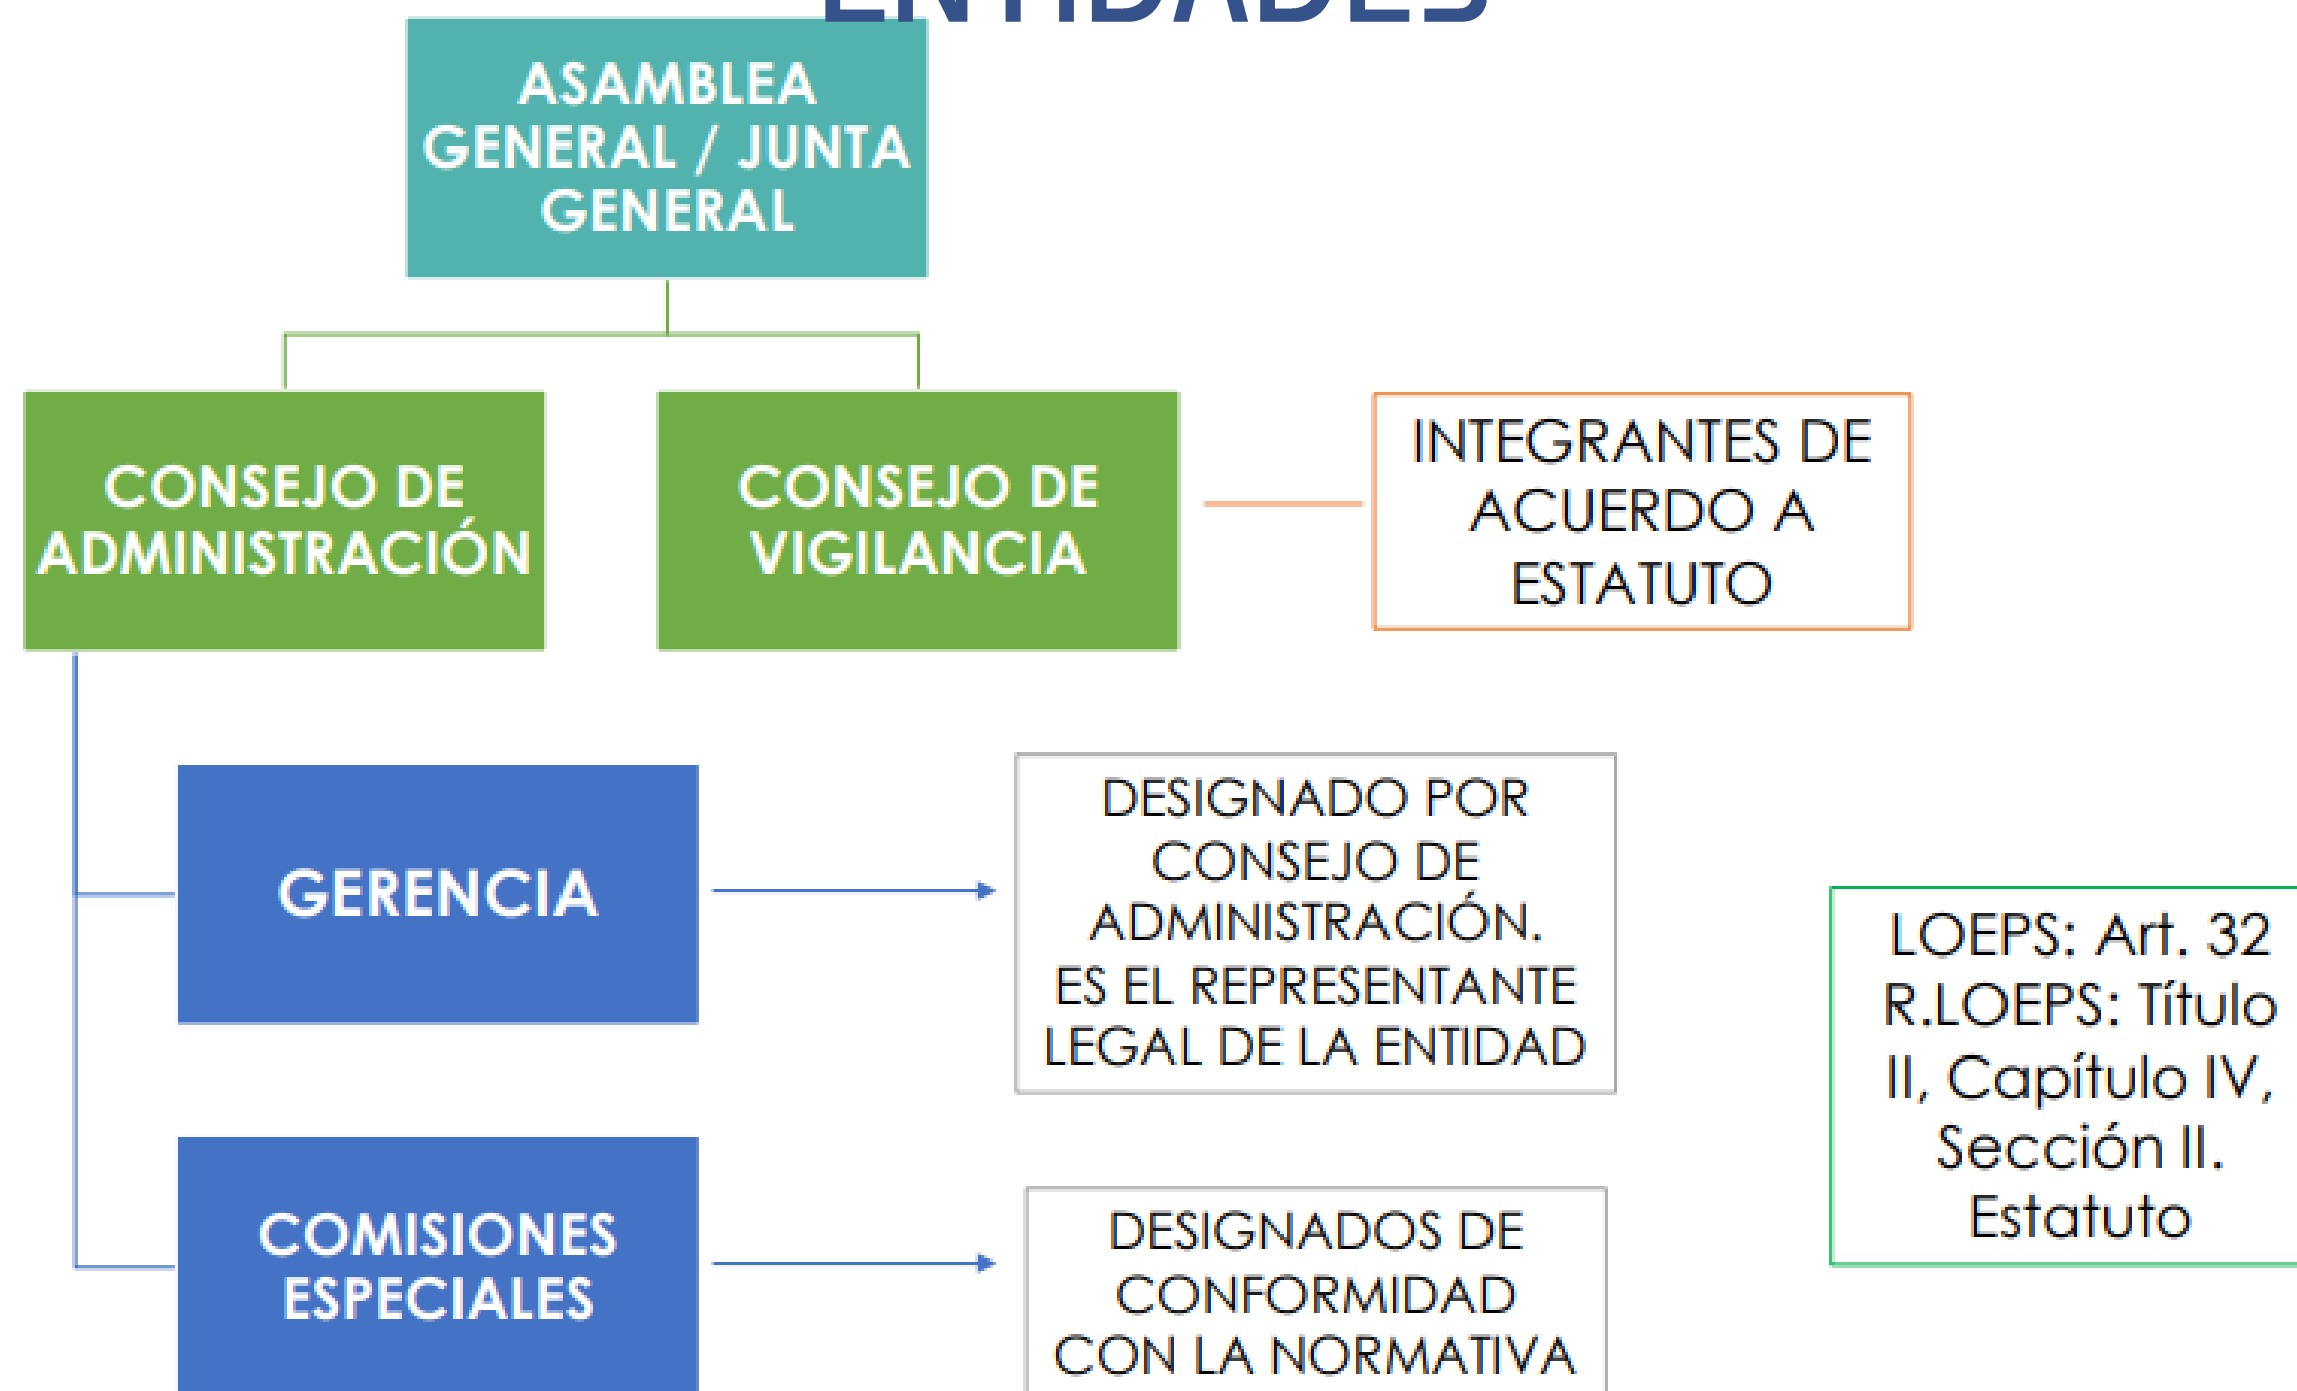 ENTIDADES
ASAMBLEA
GENERAL / JUNTA
GENERAL
CONSEJO DE
ADMINISTRACIÓN
CONSEJO DE
VIGILANCIA
INTEGRANTES DE
ACUERDO A
ESTATUTO
GERENCIA
DESIGNADO POR
CONSEJO DE
ADMINISTRACIÓN.
ES EL REPRESENTANTE
LEGAL DE LA ENTIDAD
LOEPS: Art. 32
R.LOEPS: Título
II, Capítulo IV,
Sección II.
Estatuto
COMISIONES
ESPECIALES
DESIGNADOS DE
CONFORMIDAD
CON LA NORMATIVA